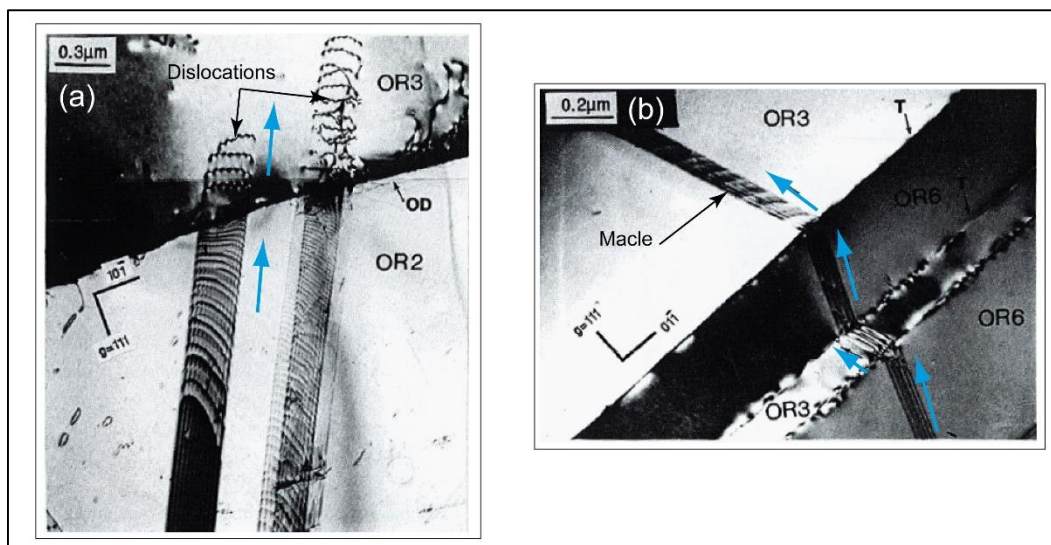 0.3µm
Dislocations
(a)
OR3
OD
OR2
101̄
g=111
0.2µm
(b)
OR3
T
OR6
T
Macle
OR6
g=111
011̄
OR3